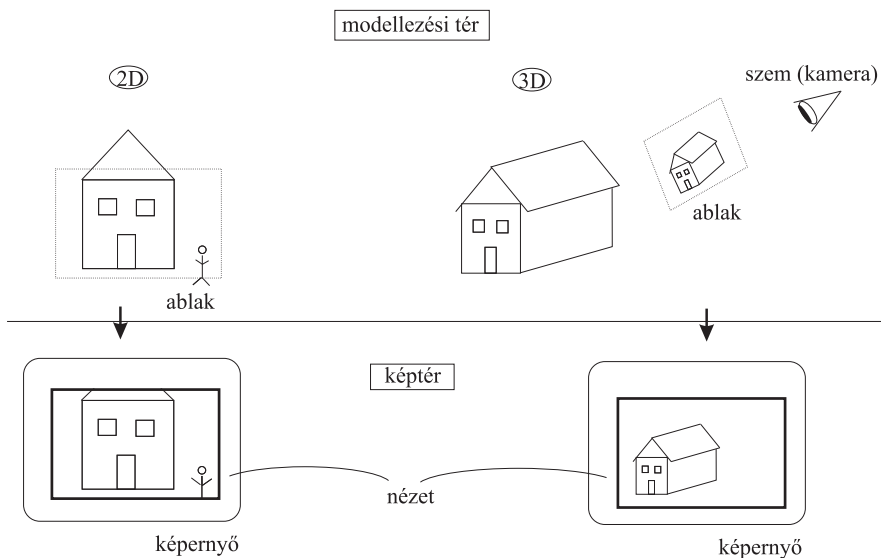 modellezési tér
2D
3D
szem (kamera)
ablak
ablak
képtér
nézet
képernyő
képernyő